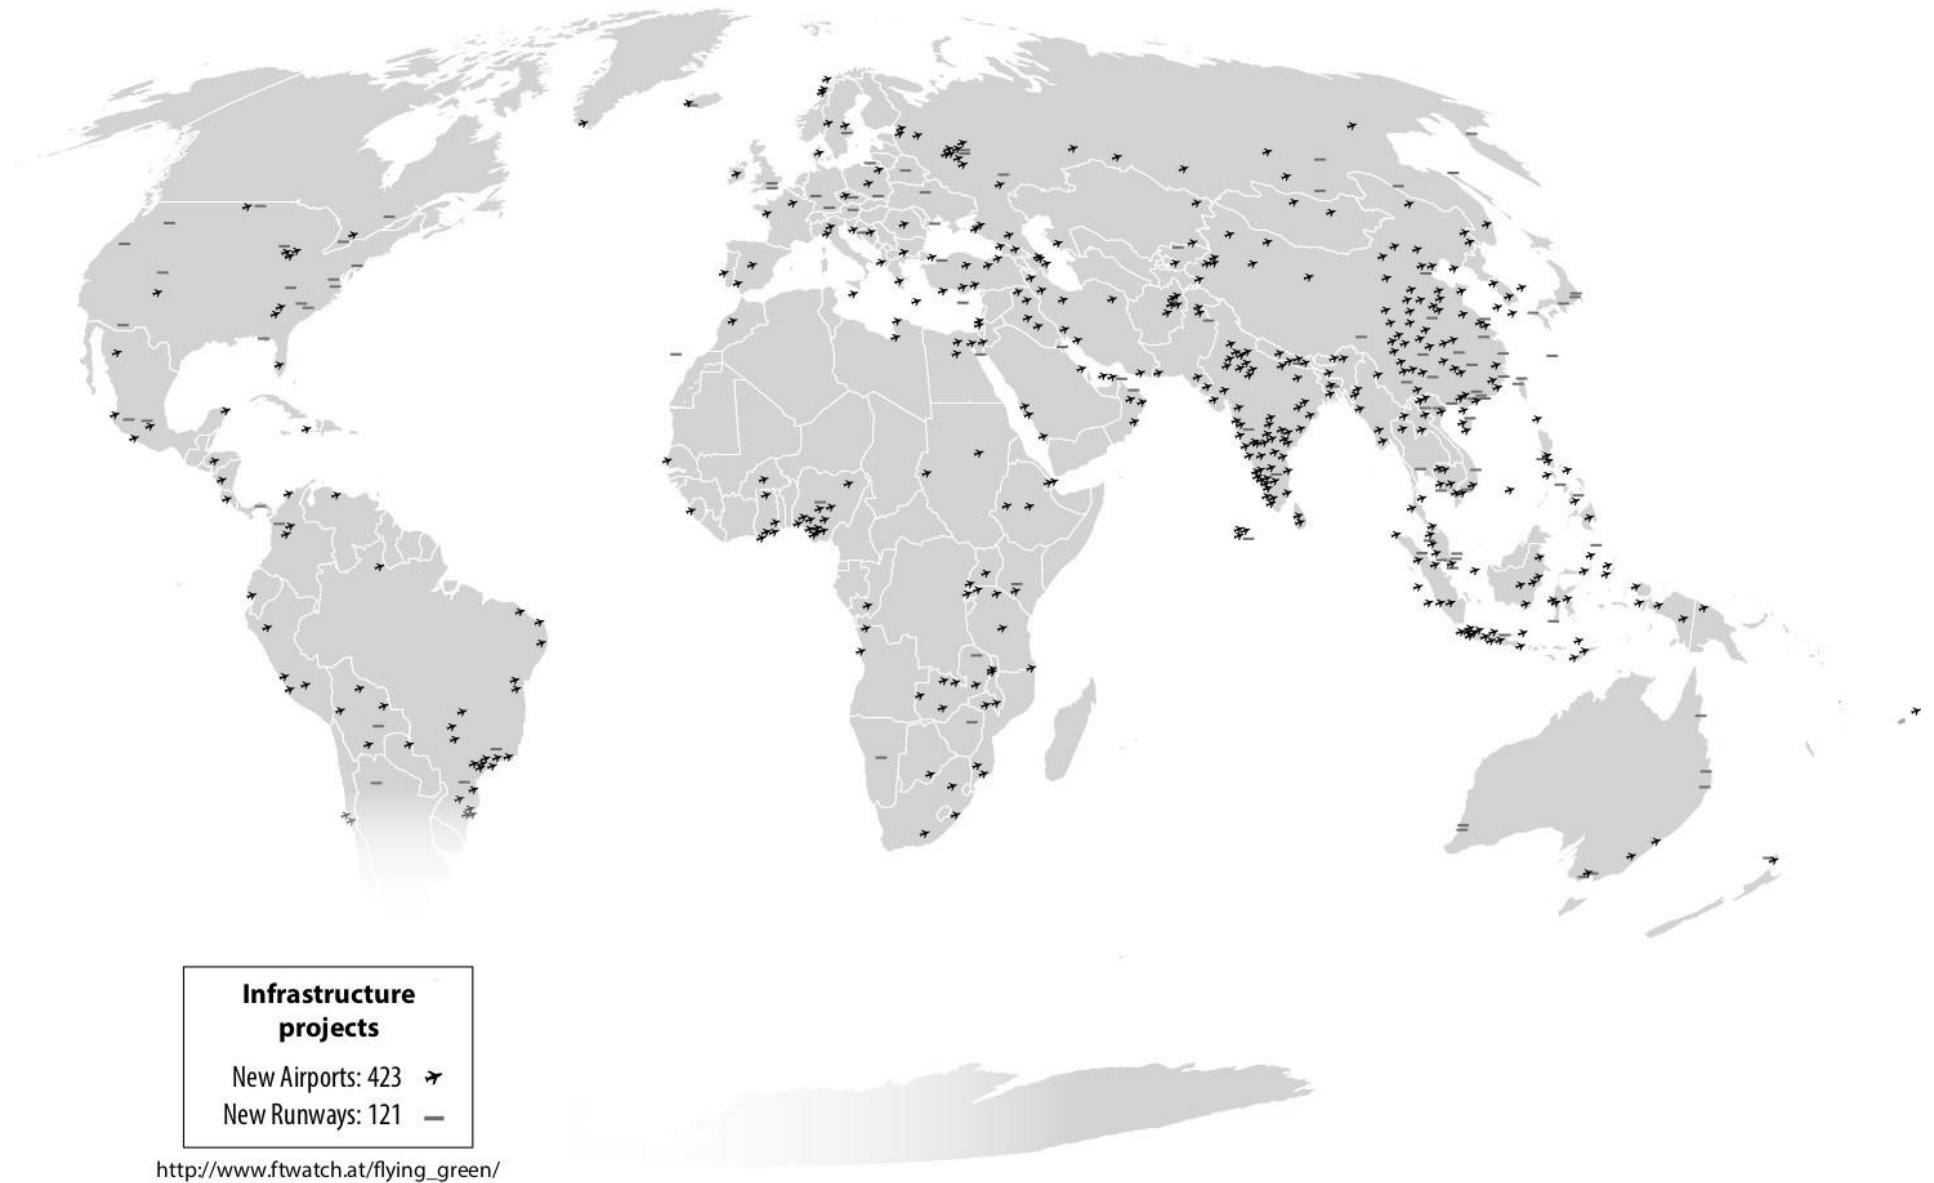 Infrastructure
projects
New Airports: 423
New Runways: 121
http://www.ftwatch.at/flying_green/